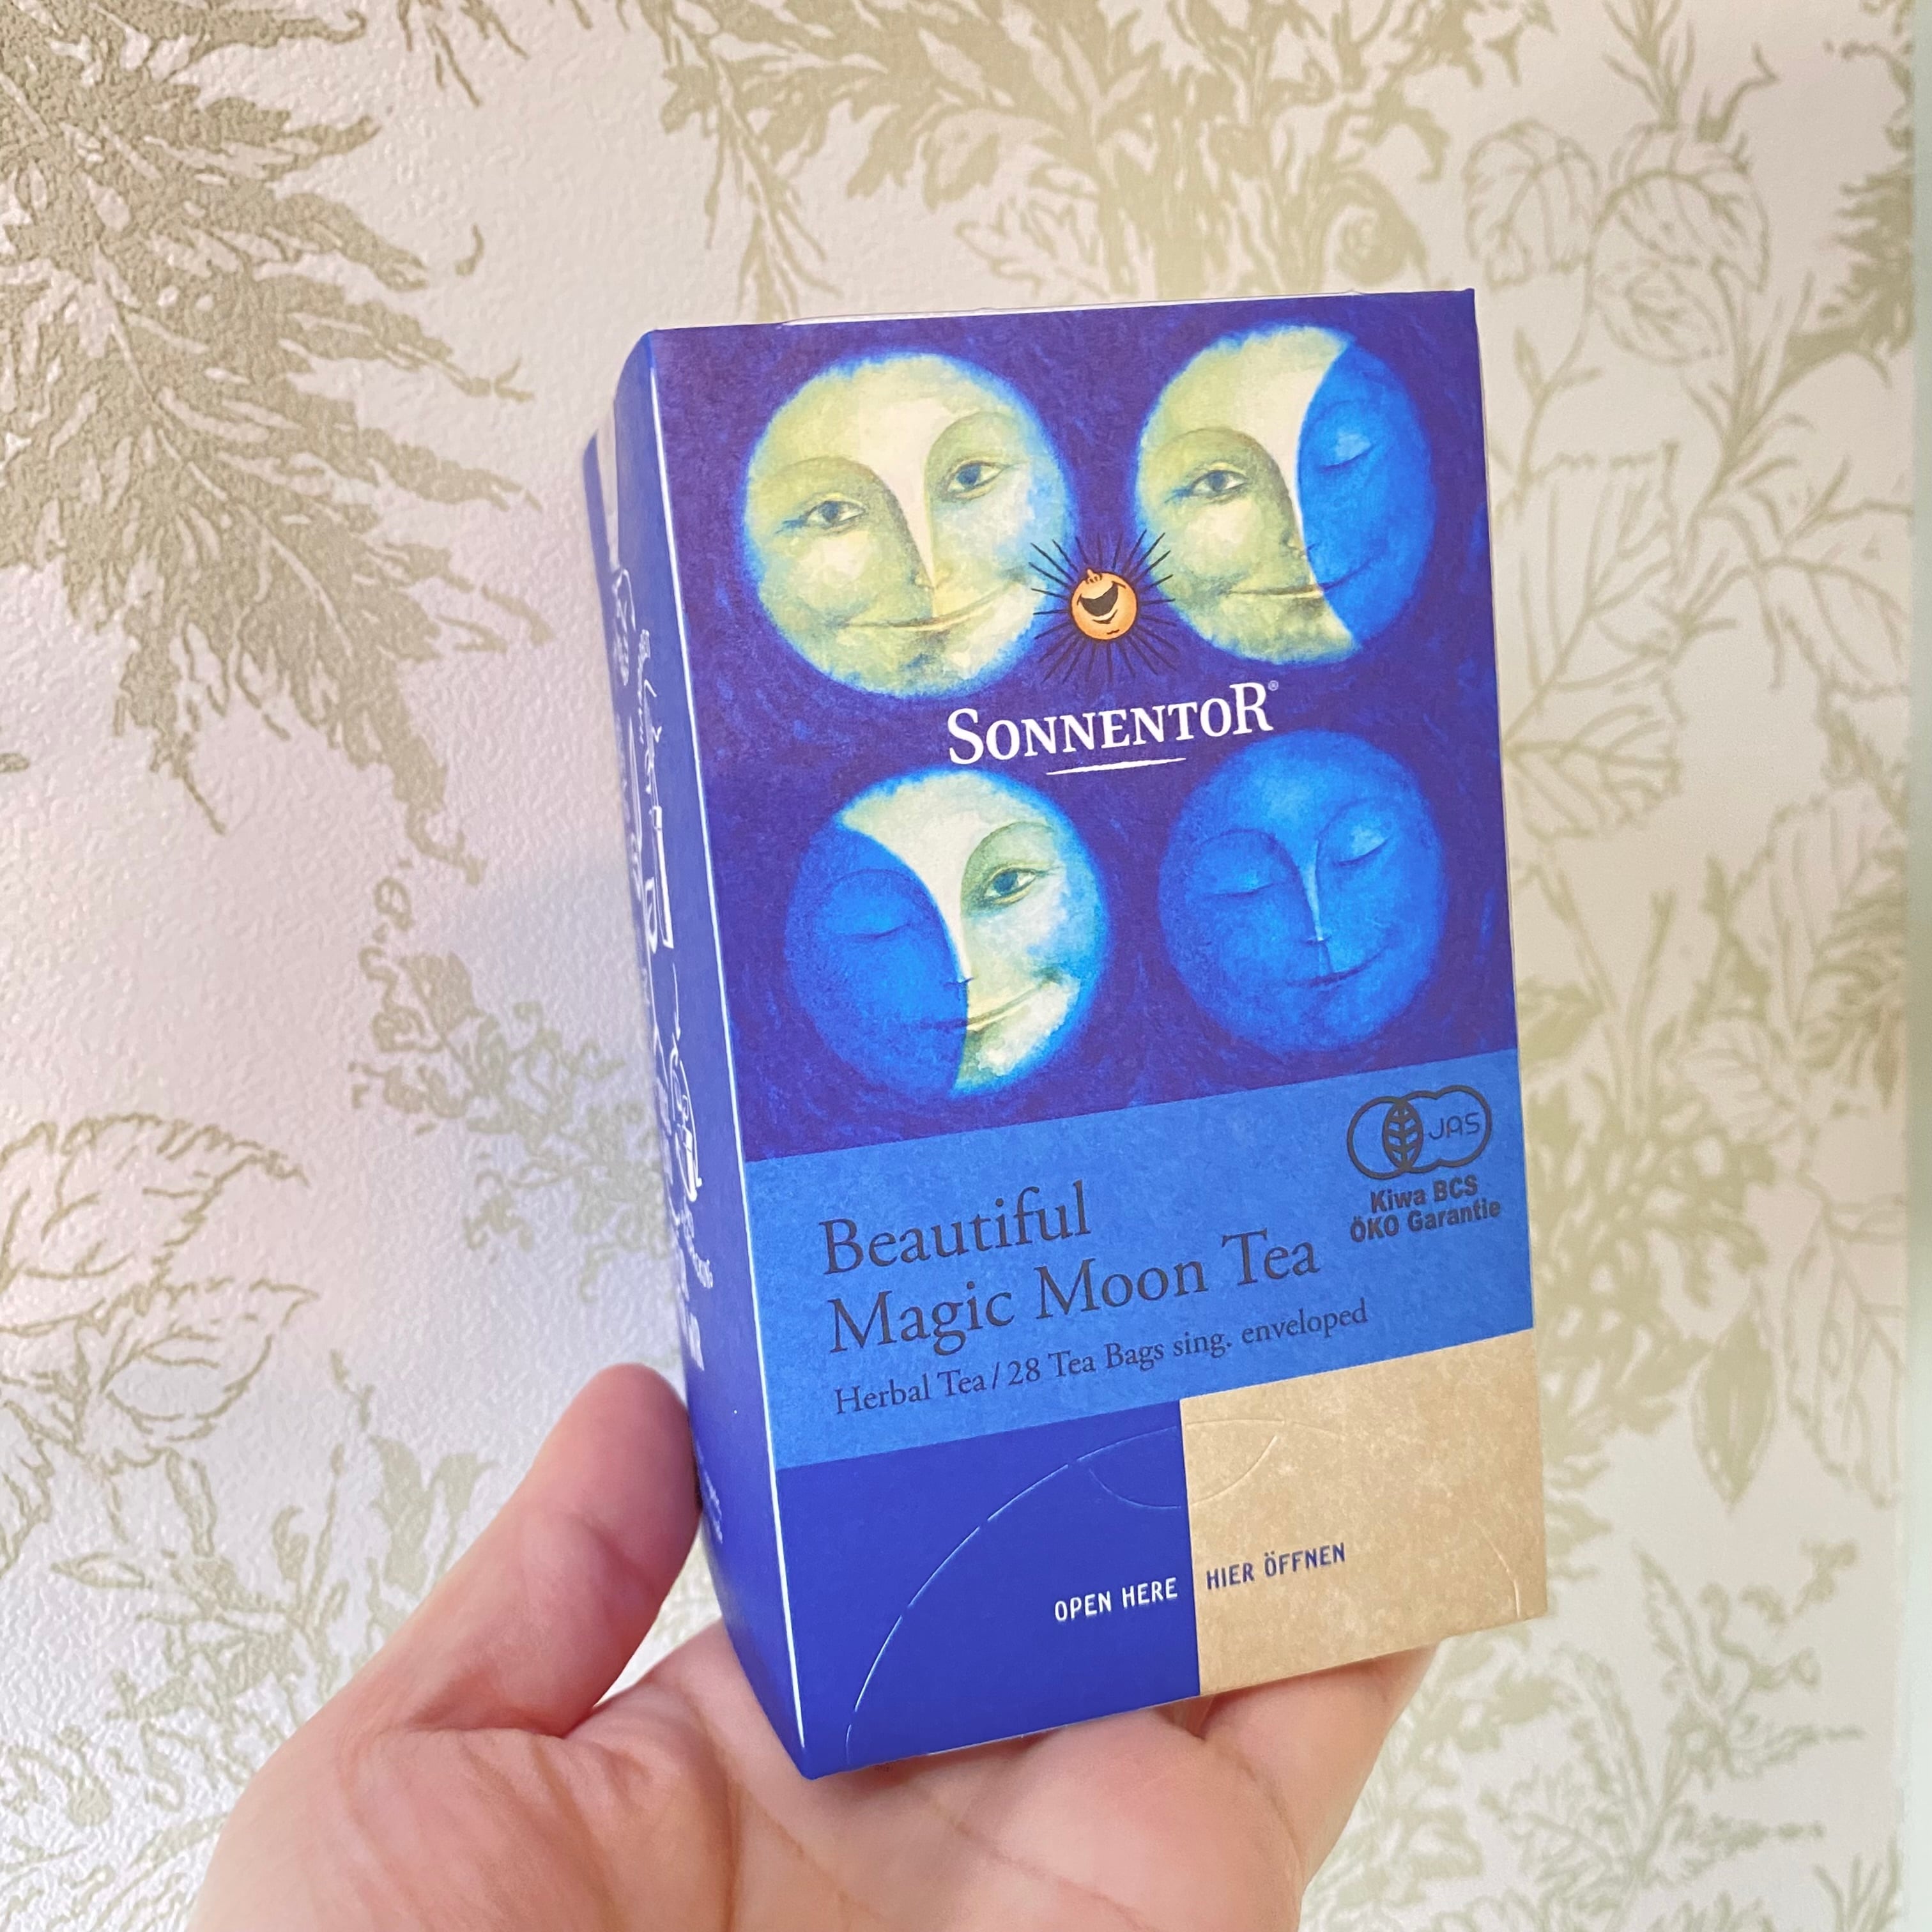 SONNENTOR®
JAS
Kiwa BCS
ÖKO Garantie
Beautiful
Magic Moon Tea
Herbal Tea/28 Tea Bags sing. enveloped
OPEN HERE
HIER ÖFFNEN